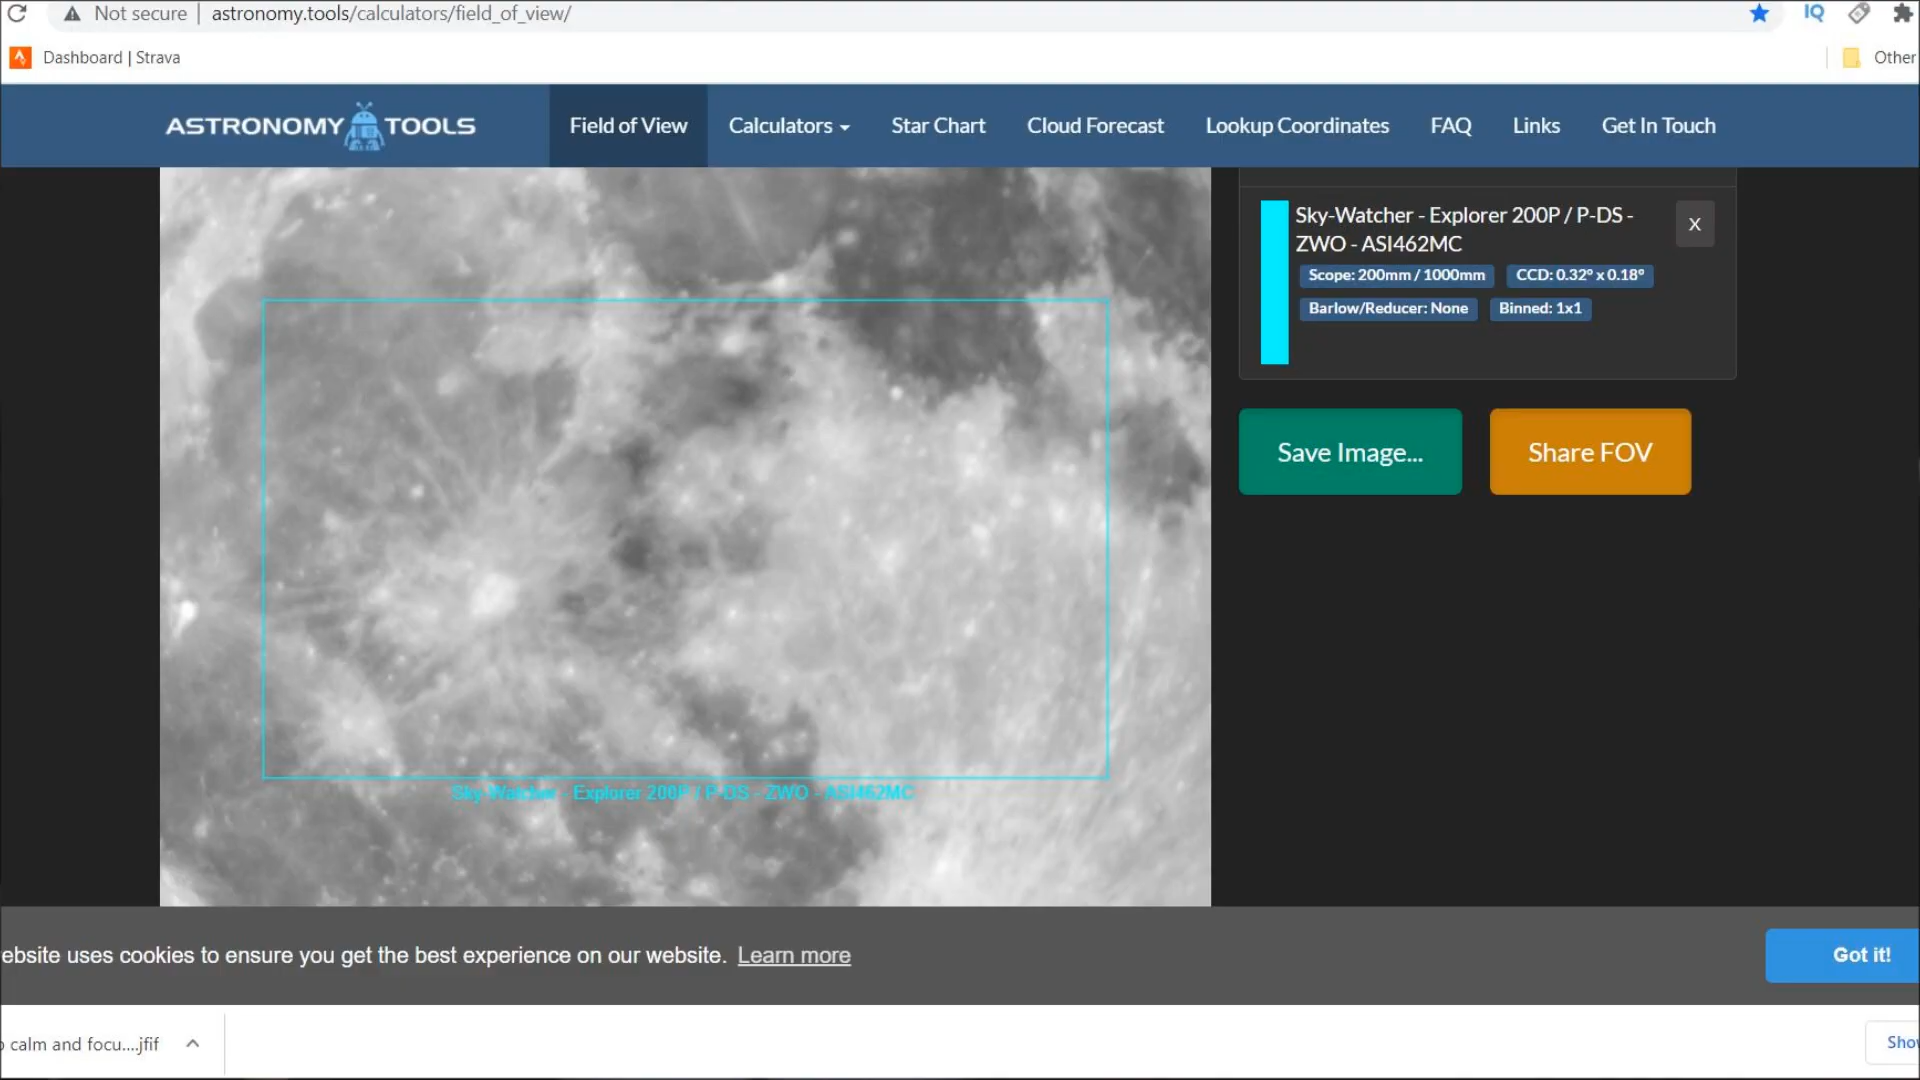 Not secure | astronomy.tools/calculators/field_of_view/
IQ
Dashboard | Strava
Other
ASTRONOMY TOOLS
Field of View
Calculators
Star Chart
Cloud Forecast
Lookup Coordinates
FAQ
Links
Get In Touch
Sky-Watcher - Explorer 200P / P-DS -
ZWO - ASI462MC
X
Scope: 200mm / 1000mm
CCD: 0.32° x 0.18°
Barlow/Reducer: None
Binned: 1x1
Save Image...
Share FOV
Sky-Watcher - Explorer 200P / P-DS - ZWO - ASI462MC
ebsite uses cookies to ensure you get the best experience on our website. Learn more
Got it!
calm and focu....jfif
Sho